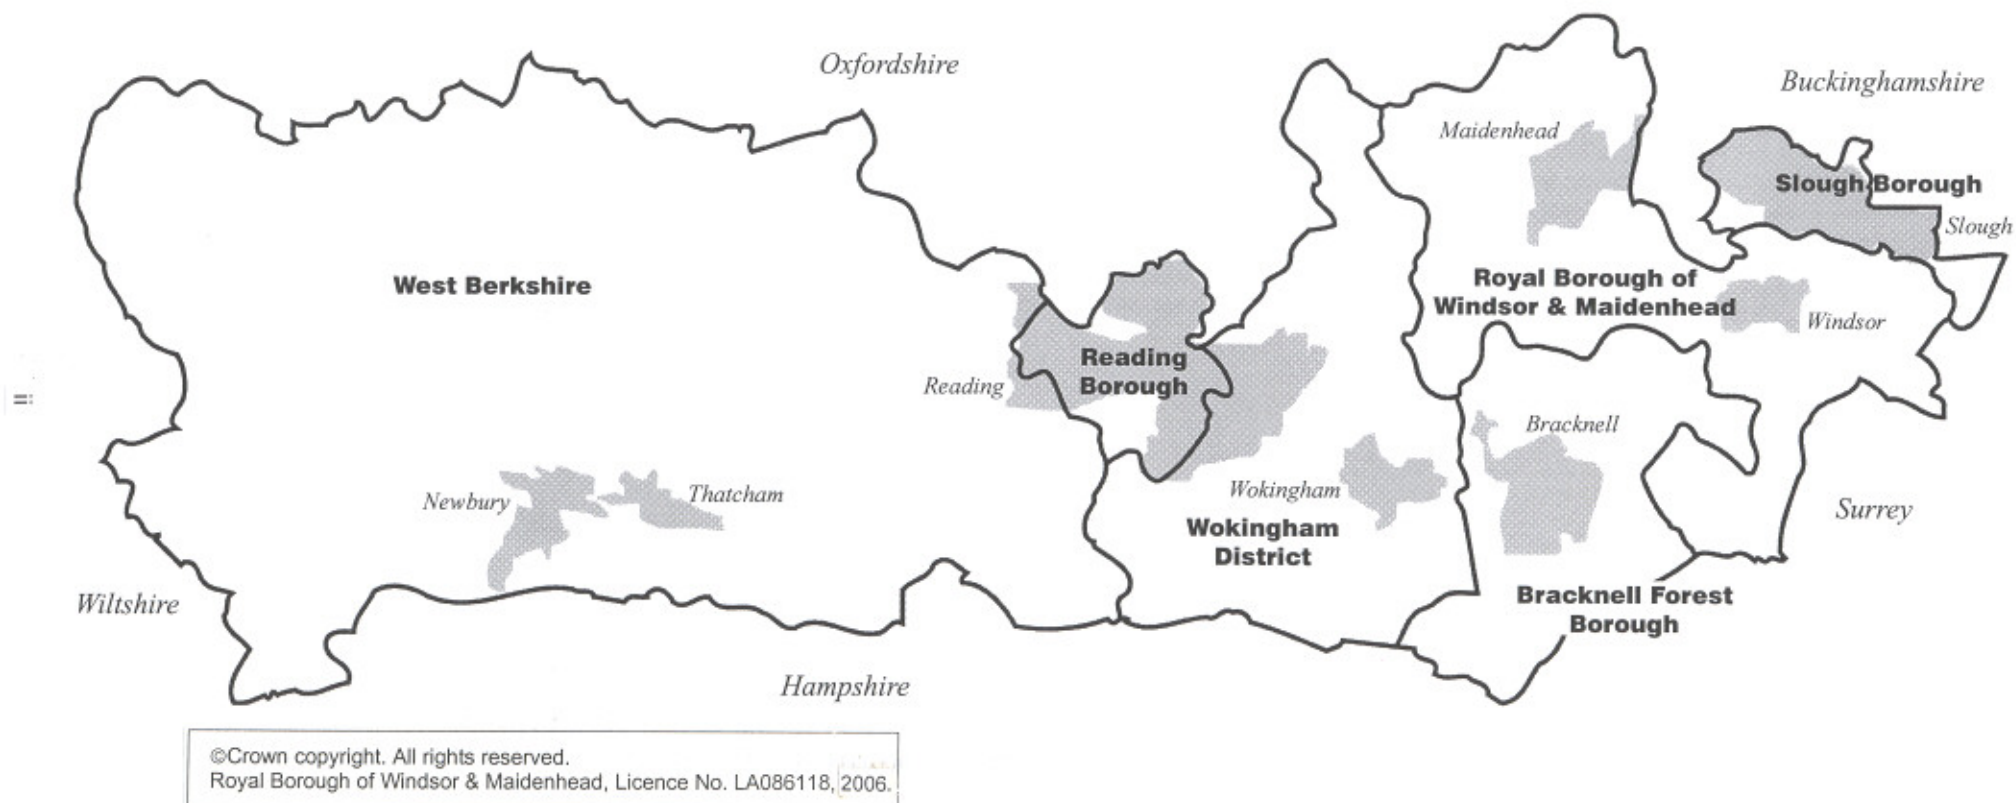 Oxfordshire
Buckinghamshire
Maidenhead
Slough Borough
Slough
West Berkshire
Royal Borough of
Windsor & Maidenhead
Windsor
Reading
Borough
Reading
Bracknell
Newbury
Thatcham
Wokingham
Wokingham
District
Surrey
Wiltshire
Bracknell Forest
Borough
Hampshire
ii
©Crown copyright. All rights reserved.
Royal Borough of Windsor & Maidenhead, Licence No. LA086118, 2006.